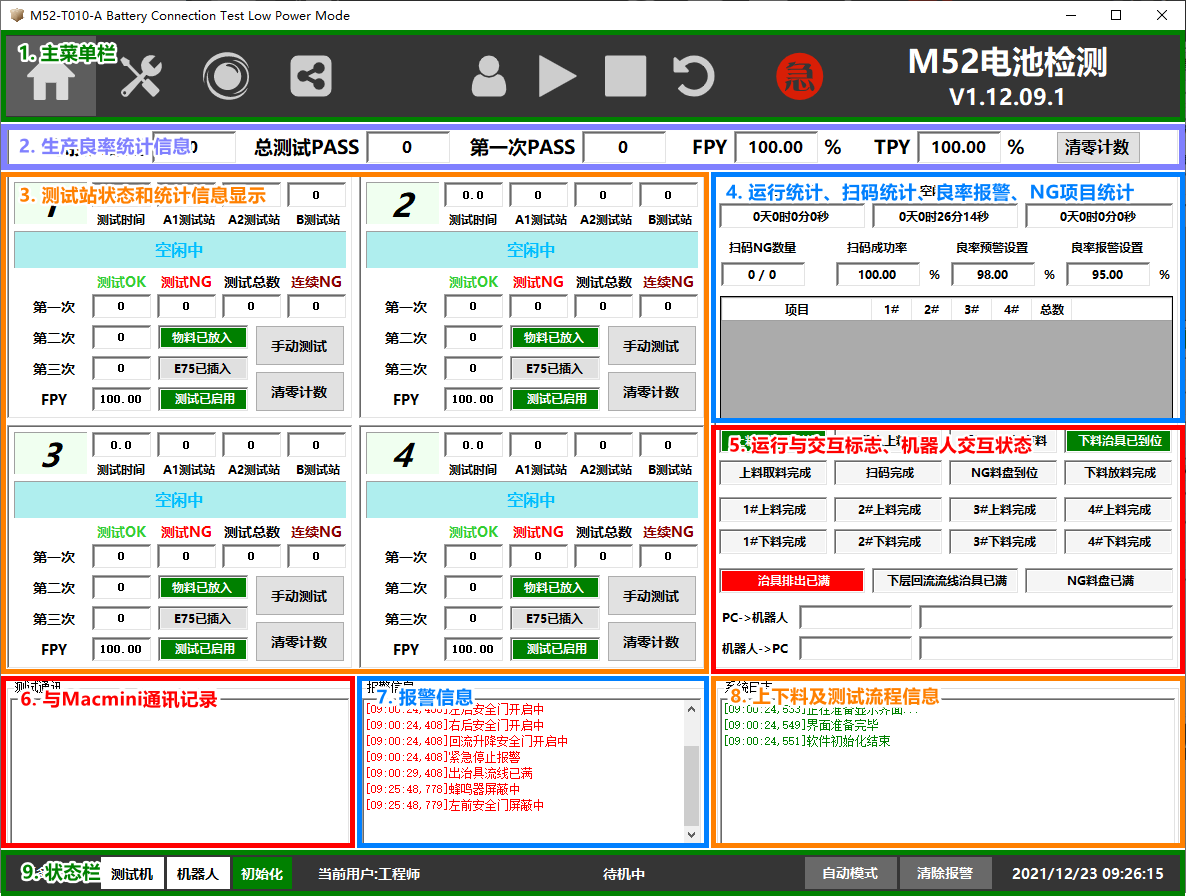 M52-T010-A Battery Connection Test Low Power Mode
1. 主菜单栏
急
M52电池检测
V1.12.09.1
2. 生产良率统计信息 0 总测试PASS 0 第一次PASS 0 FPY 100.00 % TPY 100.00 % 清零计数
3. 测试站状态和统计信息显示
1 0
测试时间 A1测试站 A2测试站 B测试站
空闲中
测试OK 测试NG 测试总数 连续NG
第一次 0 0 0 0
第二次 0 物料已放入 手动测试
第三次 0 E75已插入
FPY 100.00 测试已启用 清零计数
2 0.0 0 0 0
测试时间 A1测试站 A2测试站 B测试站
空闲中
测试OK 测试NG 测试总数 连续NG
第一次 0 0 0 0
第二次 0 物料已放入 手动测试
第三次 0 E75已插入
FPY 100.00 测试已启用 清零计数
3 0.0 0 0 0
测试时间 A1测试站 A2测试站 B测试站
空闲中
测试OK 测试NG 测试总数 连续NG
第一次 0 0 0 0
第二次 0 物料已放入 手动测试
第三次 0 E75已插入
FPY 100.00 测试已启用 清零计数
4 0.0 0 0 0
测试时间 A1测试站 A2测试站 B测试站
空闲中
测试OK 测试NG 测试总数 连续NG
第一次 0 0 0 0
第二次 0 物料已放入 手动测试
第三次 0 E75已插入
FPY 100.00 测试已启用 清零计数
4. 运行统计、扫码统计、良率报警、NG项目统计
0天0时0分0秒 0天0时26分14秒 0天0时0分0秒
扫码NG数量 扫码成功率 良率预警设置 良率报警设置
0 / 0 100.00 % 98.00 % 95.00 %
项目 1# 2# 3# 4# 总数
5. 运行与交互标志、机器人交互状态 料 下料治具已到位
上料取料完成 扫码完成 NG料盘到位 下料放料完成
1#上料完成 2#上料完成 3#上料完成 4#上料完成
1#下料完成 2#下料完成 3#下料完成 4#下料完成
治具排出已满 下层回流流线治具已满 NG料盘已满
PC->机器人
机器人->PC
6. 与Macmini通讯记录
7. 报警信息
[09:00:24,408]左后安全门开启中
[09:00:24,408]右后安全门开启中
[09:00:24,408]回流升降安全门开启中
[09:00:24,408]紧急停止报警
[09:00:29,408]出治具流线已满
[09:25:48,778]蜂鸣器屏蔽中
[09:25:48,779]左前安全门屏蔽中
8. 上下料及测试流程信息
[09:00:24,533]正在准备显示界面...
[09:00:24,549]界面准备完毕
[09:00:24,551]软件初始化结束
9. 状态栏 测试机 机器人 初始化 当前用户:工程师 待机中 自动模式 清除报警 2021/12/23 09:26:15